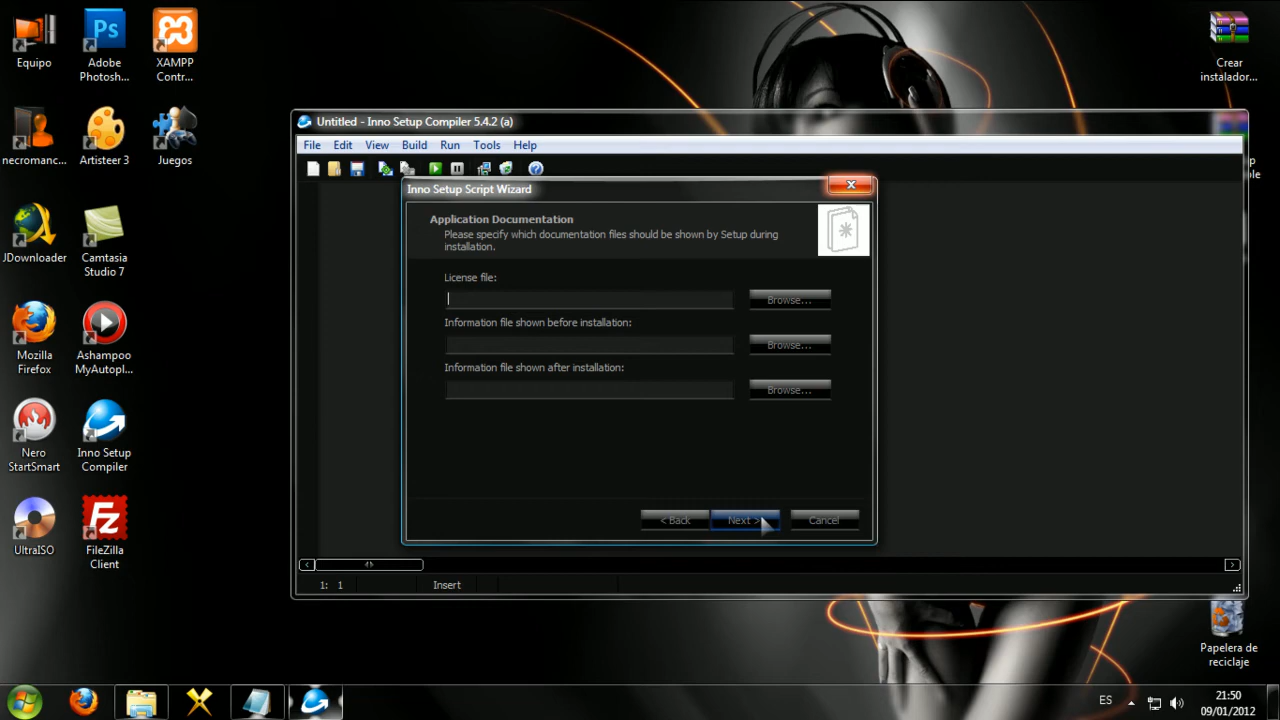 Equipo
Adobe
Photosh...
XAMPP
Contr...
Crear
instalador...
necromanc...
Artisteer 3
Juegos
JDownloader
Camtasia
Studio 7
Mozilla
Firefox
Ashampoo
MyAutopl...
Nero
StartSmart
Inno Setup
Compiler
UltraISO
FileZilla
Client
Untitled - Inno Setup Compiler 5.4.2 (a)
File Edit View Build Run Tools Help
Inno Setup Script Wizard
Application Documentation
Please specify which documentation files should be shown by Setup during
installation.
License file:
Browse...
Information file shown before installation:
Browse...
Information file shown after installation:
Browse...
< Back Next > Cancel
1: 1 Insert
Papelera de
reciclaje
ES
21:50
09/01/2012